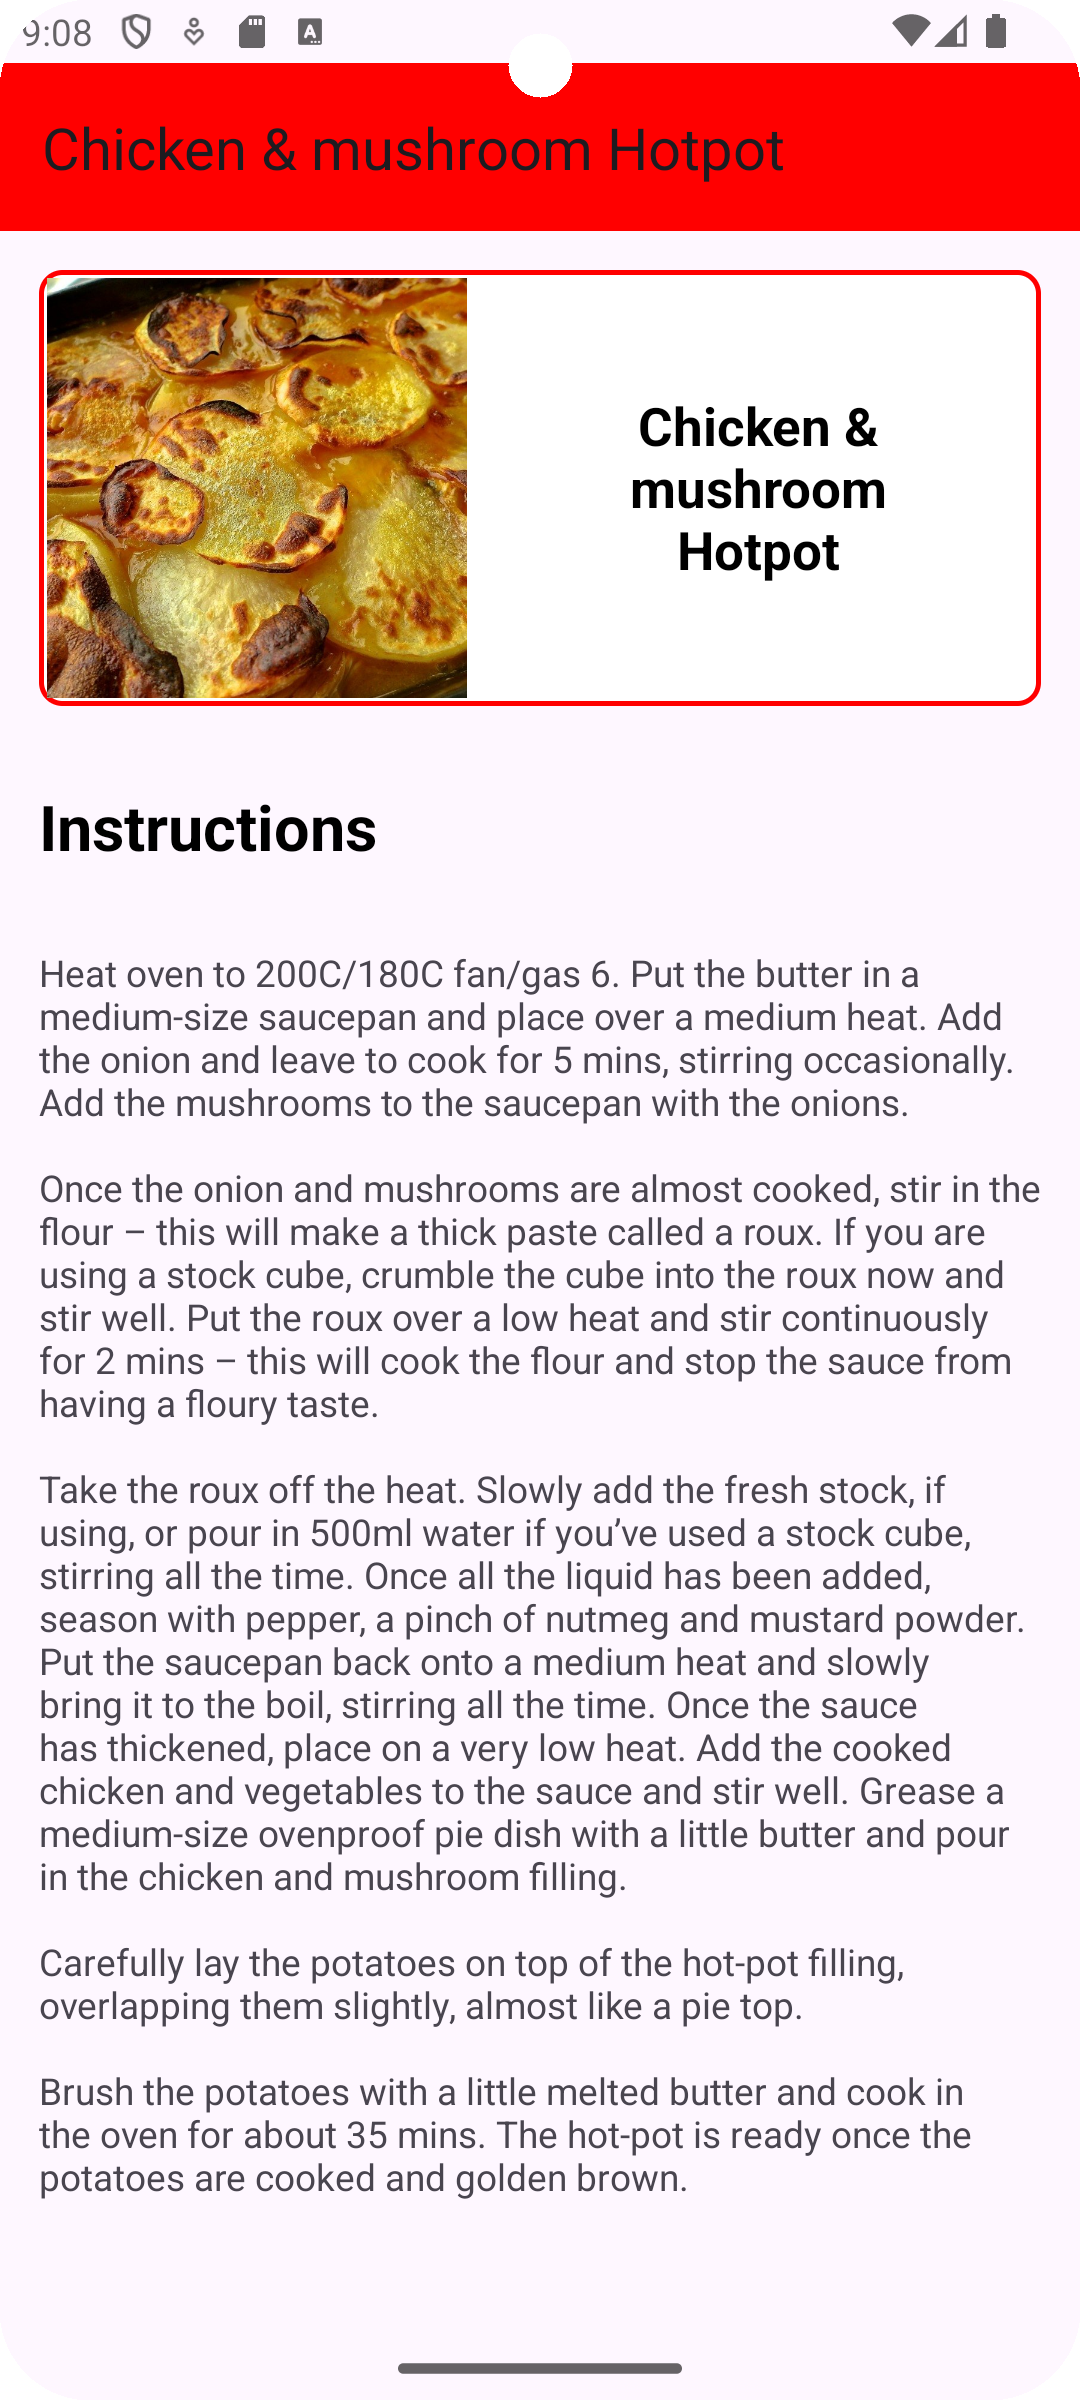 9:08
A
Chicken & mushroom Hotpot
Chicken &
mushroom
Hotpot
Instructions
Heat oven to 200C/180C fan/gas 6. Put the butter in a
medium-size saucepan and place over a medium heat. Add
the onion and leave to cook for 5 mins, stirring occasionally.
Add the mushrooms to the saucepan with the onions.
Once the onion and mushrooms are almost cooked, stir in the
flour – this will make a thick paste called a roux. If you are
using a stock cube, crumble the cube into the roux now and
stir well. Put the roux over a low heat and stir continuously
for 2 mins – this will cook the flour and stop the sauce from
having a floury taste.
Take the roux off the heat. Slowly add the fresh stock, if
using, or pour in 500ml water if you’ve used a stock cube,
stirring all the time. Once all the liquid has been added,
season with pepper, a pinch of nutmeg and mustard powder.
Put the saucepan back onto a medium heat and slowly
bring it to the boil, stirring all the time. Once the sauce
has thickened, place on a very low heat. Add the cooked
chicken and vegetables to the sauce and stir well. Grease a
medium-size ovenproof pie dish with a little butter and pour
in the chicken and mushroom filling.
Carefully lay the potatoes on top of the hot-pot filling,
overlapping them slightly, almost like a pie top.
Brush the potatoes with a little melted butter and cook in
the oven for about 35 mins. The hot-pot is ready once the
potatoes are cooked and golden brown.